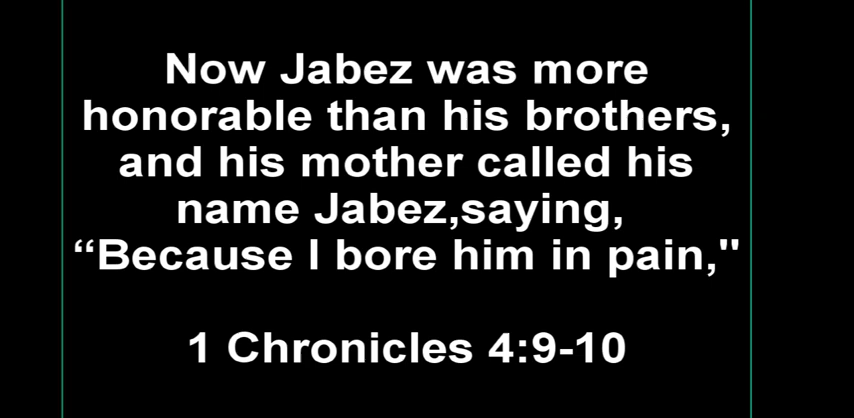 Now Jabez was more
honorable than his brothers,
and his mother called his
name Jabez,saying,
“Because I bore him in pain,"
1 Chronicles 4:9-10